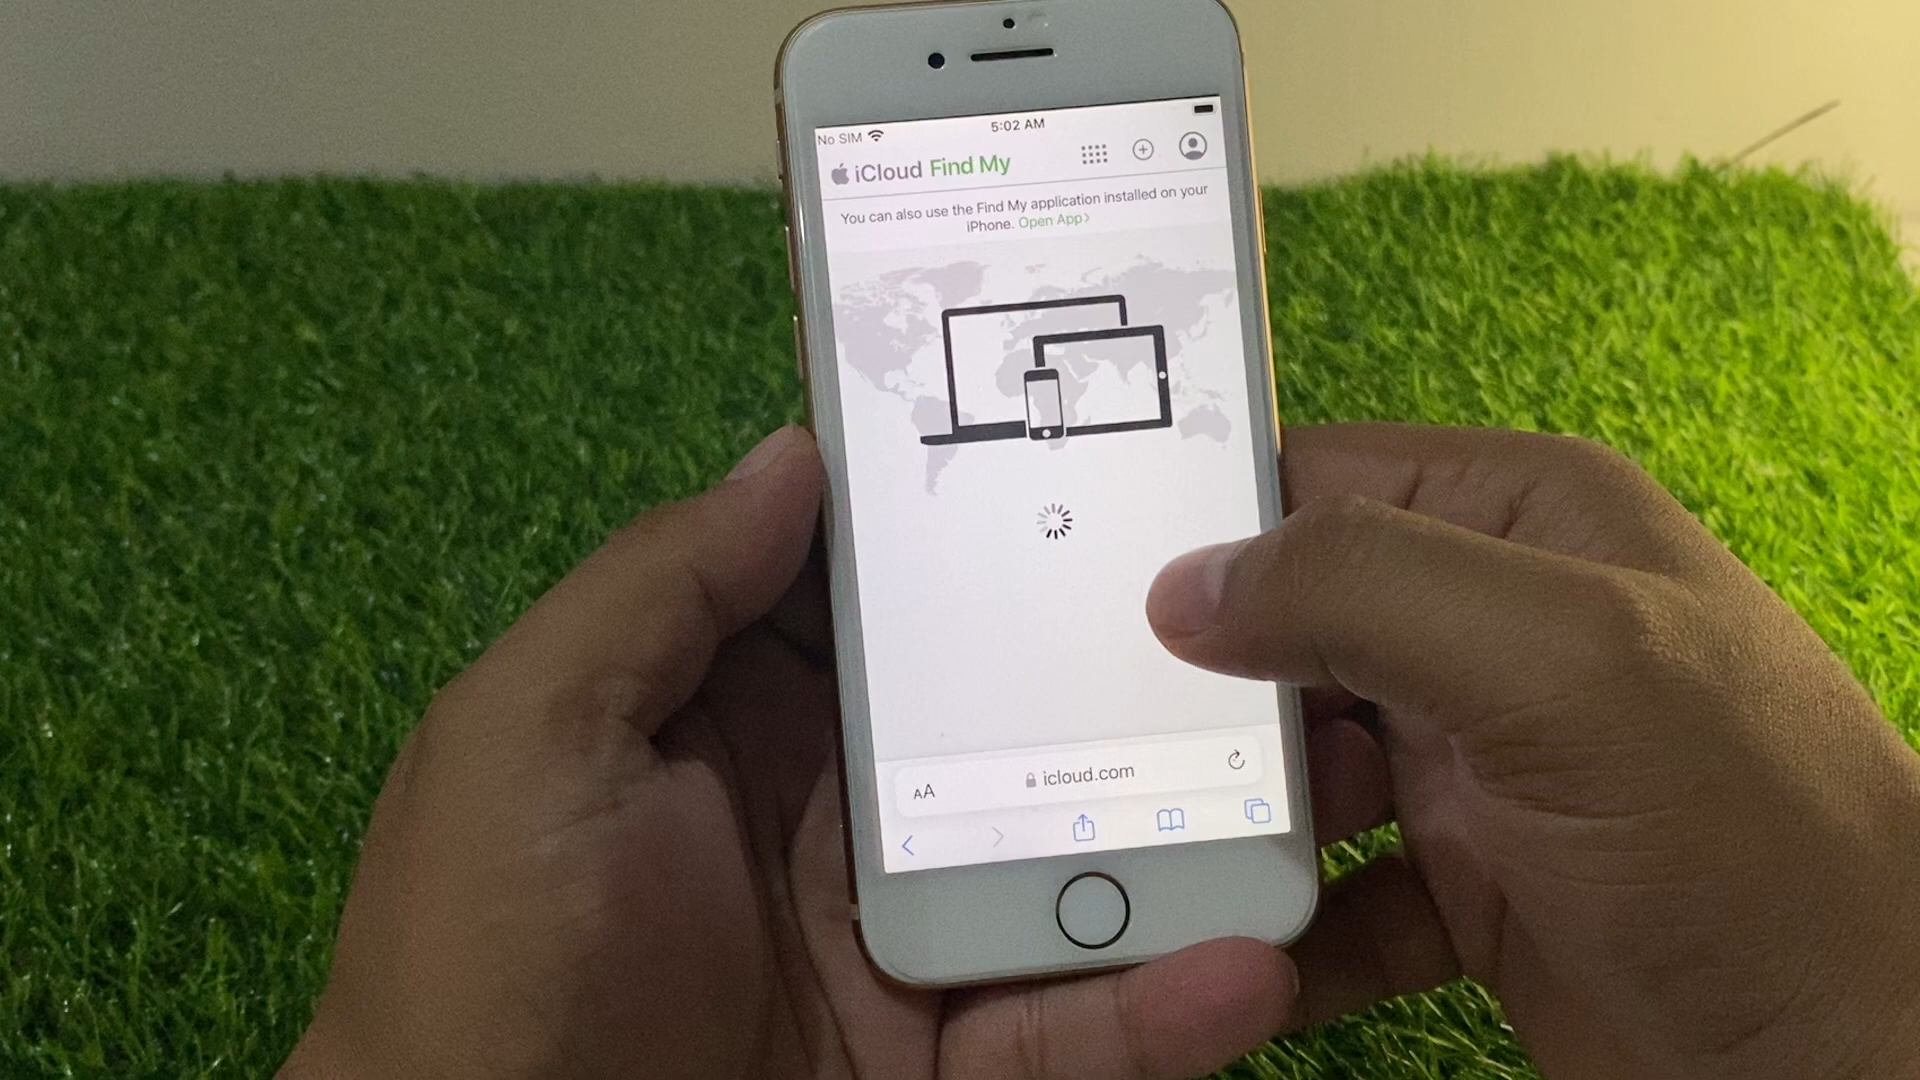 No SIM 5:02 AM
iCloud Find My
You can also use the Find My application installed on your
iPhone. Open App>
AA icloud.com